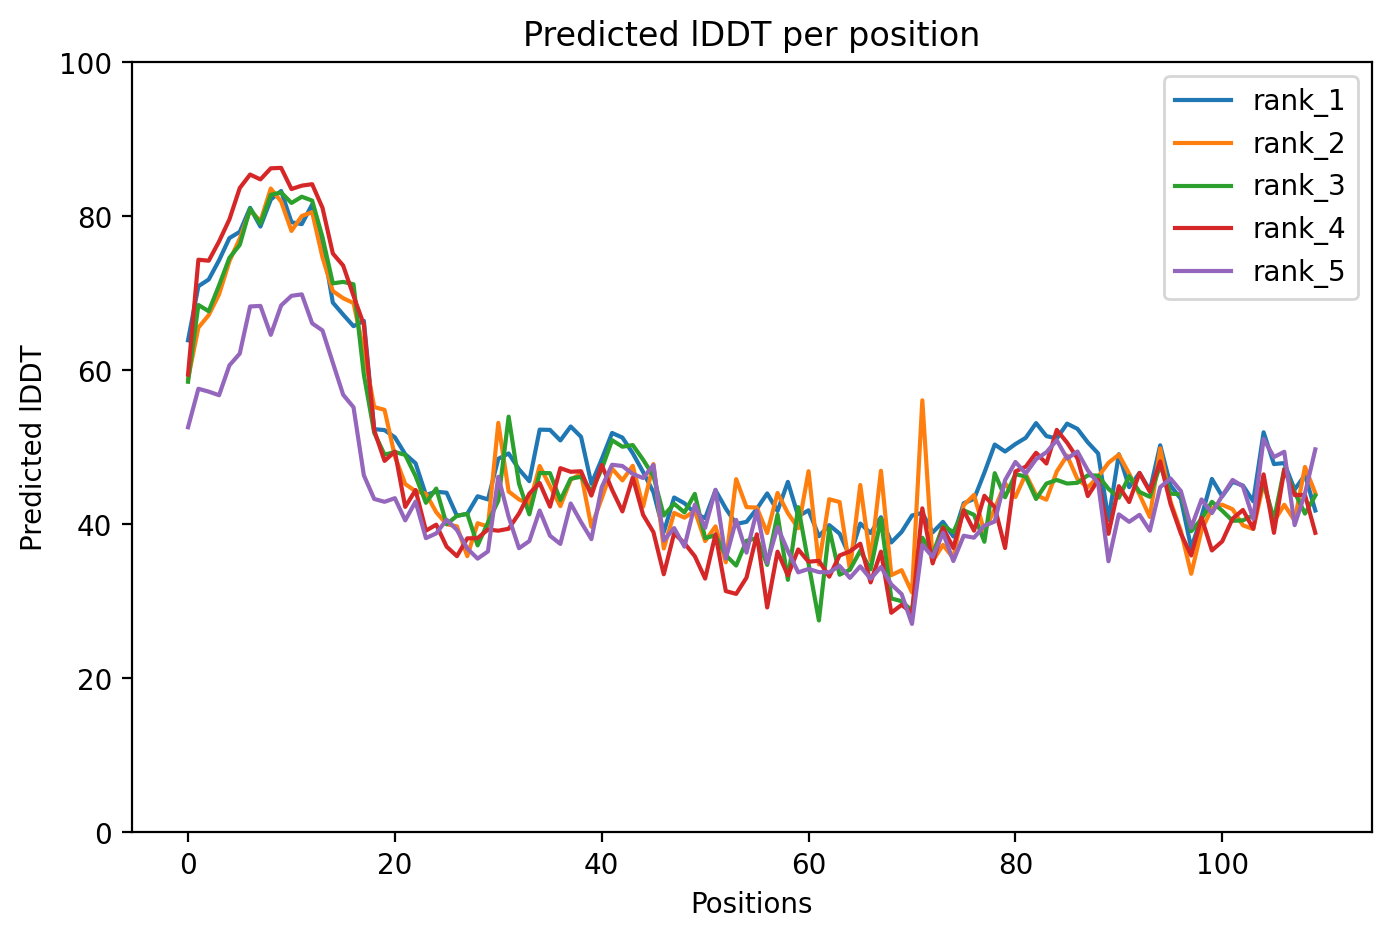 Predicted lDDT per position
100
80
60
40
20
0
Predicted lDDT
0 20 40 60 80 100
Positions
rank_1
rank_2
rank_3
rank_4
rank_5